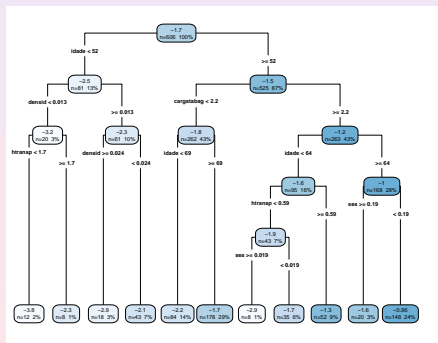 −1.7
n=606 100%
idade < 52
>= 52
−2.5
n=81 13%
−1.5
n=525 87%
densid < 0.013
>= 0.013
cargatabag < 2.2
>= 2.2
−3.2
n=20 3%
−2.3
n=61 10%
−1.8
n=262 43%
−1.2
n=263 43%
htransp < 1.7
>= 1.7
densid >= 0.024
< 0.024
idade < 69
>= 69
idade < 64
>= 64
−1.6
n=95 16%
−1
n=168 28%
htransp < 0.59
>= 0.59
ses >= 0.19
< 0.19
−1.9
n=43 7%
ses >= 0.019
< 0.019
−3.8
n=12 2%
−2.3
n=8 1%
−2.9
n=18 3%
−2.1
n=43 7%
−2.2
n=84 14%
−1.7
n=178 29%
−2.9
n=8 1%
−1.7
n=35 6%
−1.3
n=52 9%
−1.6
n=20 3%
−0.96
n=148 24%